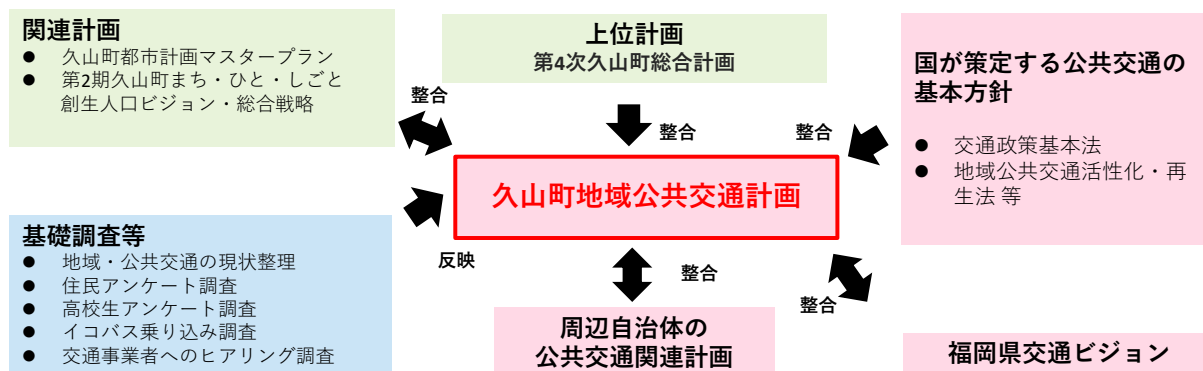 関連計画
● 久山町都市計画マスタープラン
● 第2期久山町まち・ひと・しごと
創生人口ビジョン・総合戦略
上位計画
第4次久山町総合計画
国が策定する公共交通の
基本方針
● 交通政策基本法
● 地域公共交通活性化・再
生法 等
整合
整合
整合
久山町地域公共交通計画
基礎調査等
● 地域・公共交通の現状整理
● 住民アンケート調査
● 高校生アンケート調査
● イコバス乗り込み調査
● 交通事業者へのヒアリング調査
反映
整合
整合
周辺自治体の
公共交通関連計画
福岡県交通ビジョン